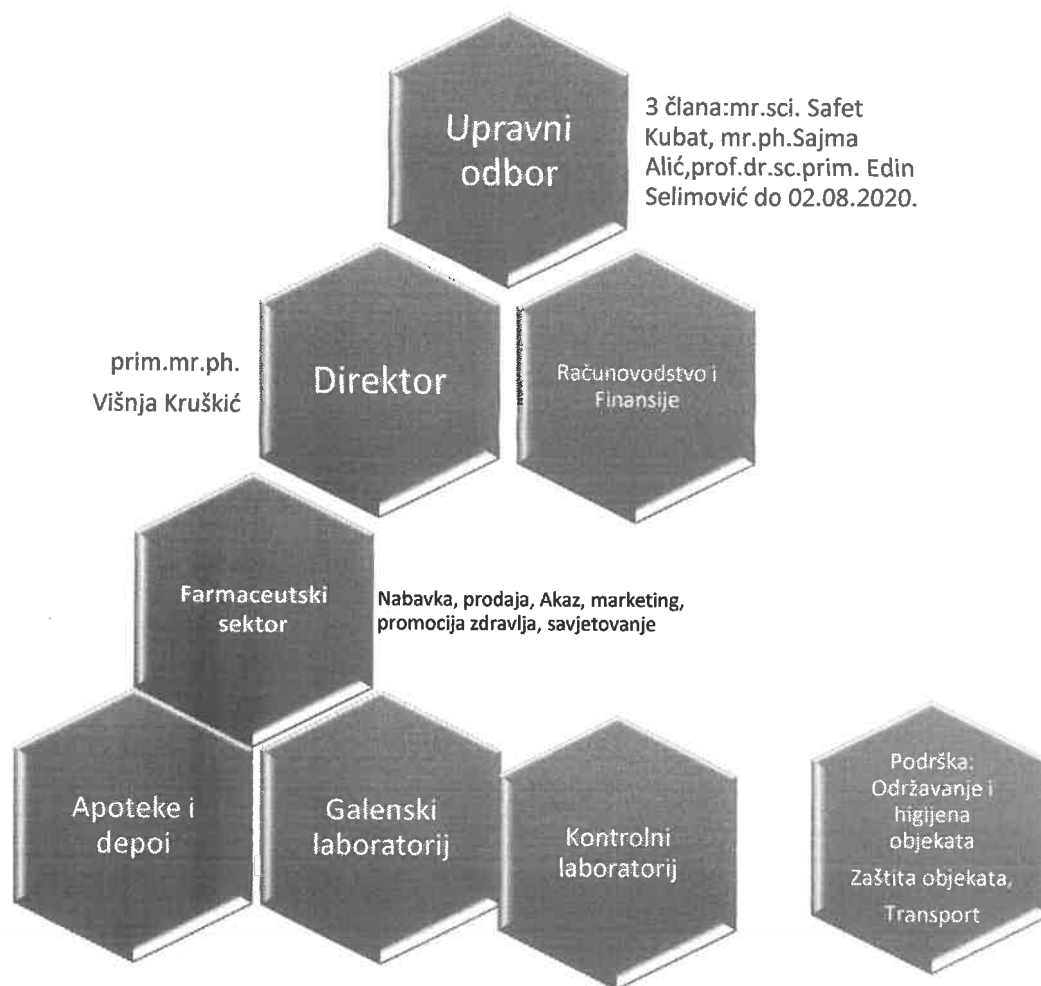 Upravni
odbor
3 člana:mr.sci. Safet
Kubat, mr.ph.Sajma
Alić,prof.dr.sc.prim. Edin
Selimović do 02.08.2020.
prim.mr.ph.
Višnja Kruškić
Direktor
Računovodstvo i
Finansije
Farmaceutski
sektor
Nabavka, prodaja, Akaz, marketing,
promocija zdravlja, savjetovanje
Apoteke i
depoi
Galenski
laboratorij
Kontrolni
laboratorij
Podrška:
Održavanje i
higijena
objekata
Zaštita objekata,
Transport